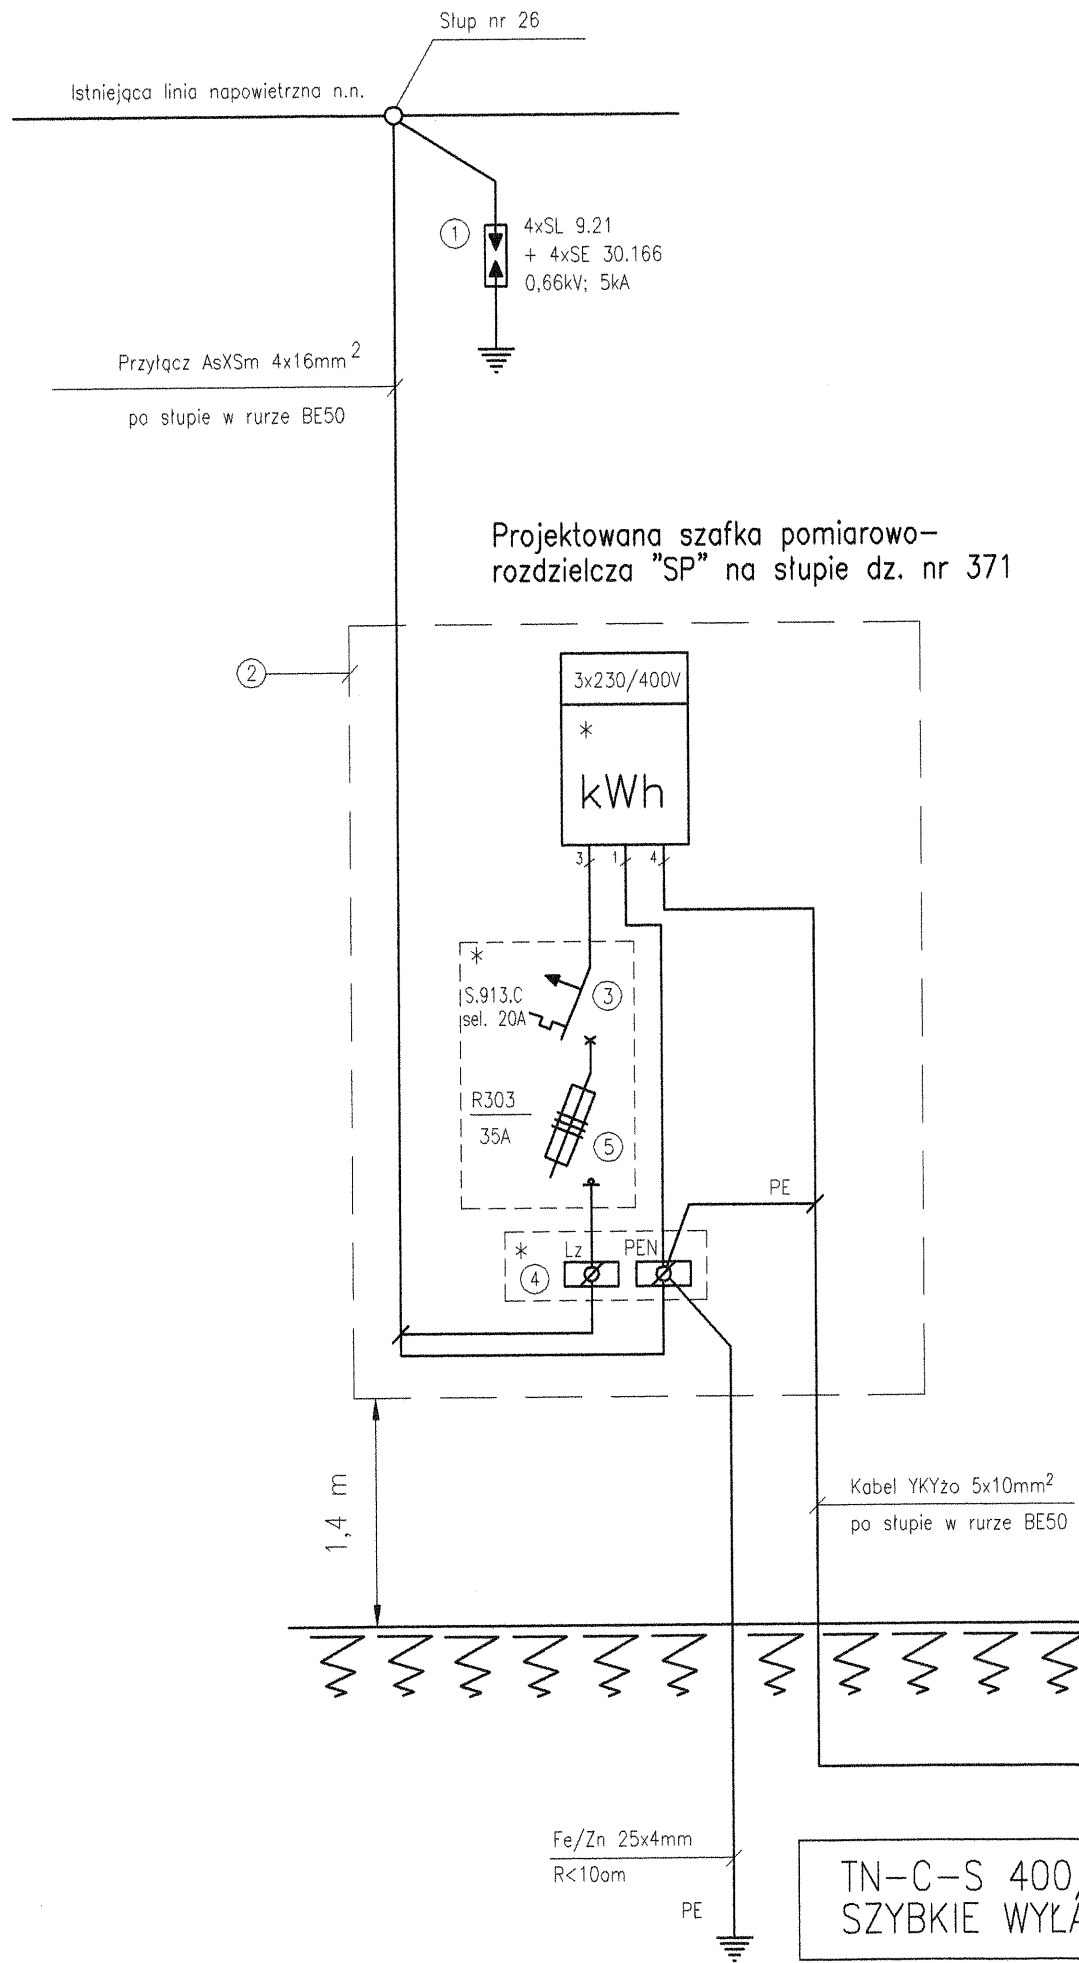 Słup nr 26
Istniejąca linia napowietrzna n.n.
1
4xSL 9.21
+ 4xSE 30.166
0,66kV; 5kA
Przyłącz AsXSm 4x16mm²
po słupie w rurze BE50
Projektowana szafka pomiarowo-
rozdzielcza "SP" na słupie dz. nr 371
2
3x230/400V
*
kWh
3 1 4
*
S.913.C
sel. 20A
3
R303
35A
5
PE
* Lz PEN
4
1,4 m
Kabel YKYżo 5x10mm²
po słupie w rurze BE50
Fe/Zn 25x4mm
R<10om
PE
TN-C-S 400/
SZYBKIE WYŁA